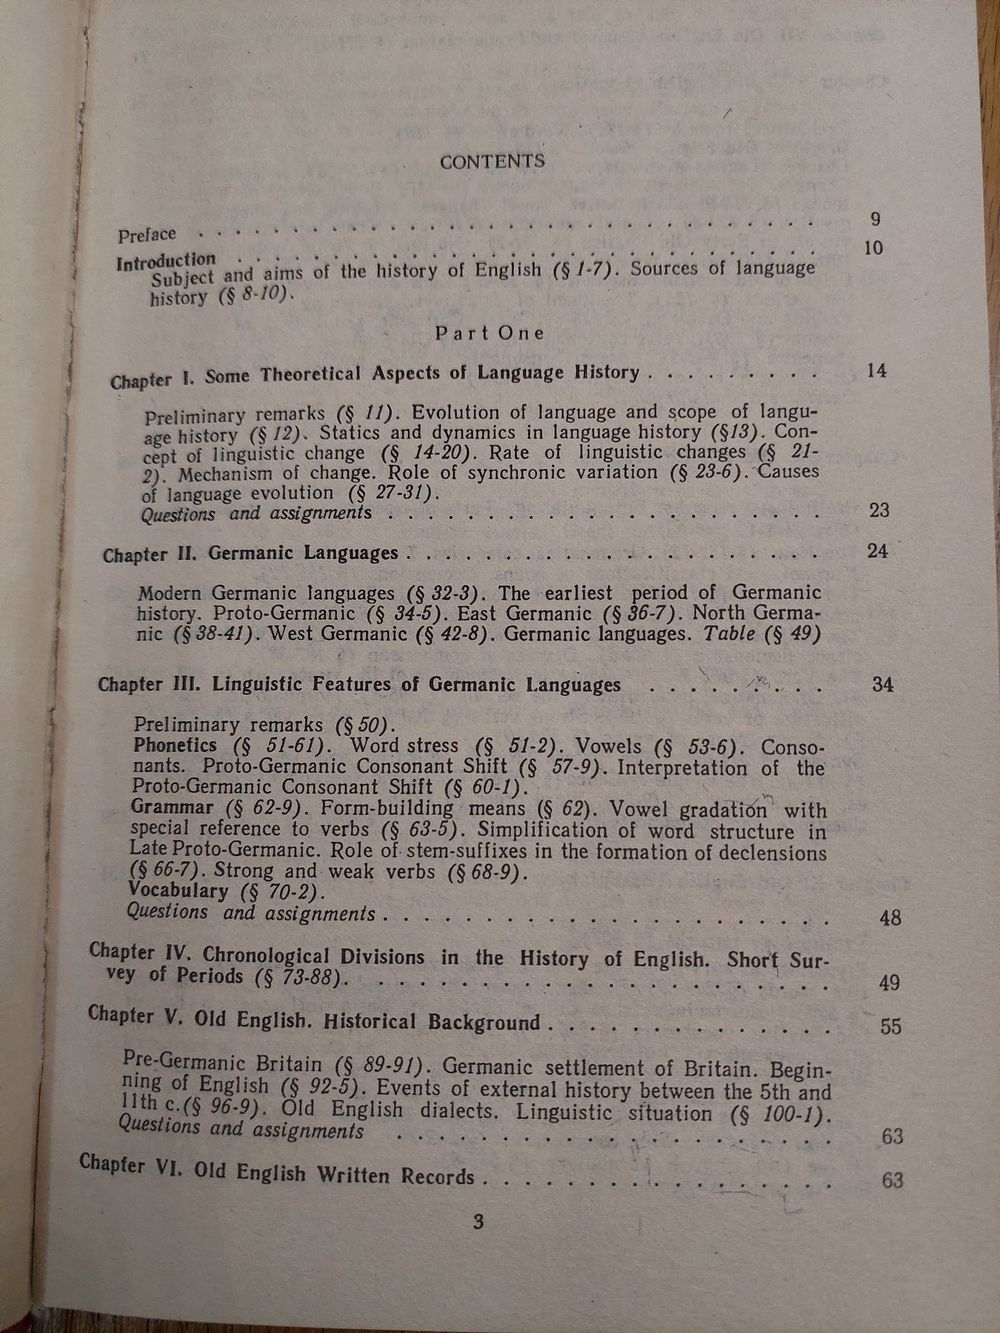 CONTENTS
Preface . . . . . . . . . . . . . . . . . . . . . . . . . . . . . 9
Introduction . . . . . . . . . . . . . . . . . . . . . . . . . . 10
Subject and aims of the history of English (§ 1-7). Sources of language
history (§ 8-10).
Part One
Chapter I. Some Theoretical Aspects of Language History . . . . . . . . . 14
Preliminary remarks (§ 11). Evolution of language and scope of langu-
age history (§ 12). Statics and dynamics in language history (§13). Con-
cept of linguistic change (§ 14-20). Rate of linguistic changes (§ 21-
2). Mechanism of change. Role of synchronic variation (§ 23-6). Causes
of language evolution (§ 27-31).
Questions and assignments . . . . . . . . . . . . . . . . . . . 23
Chapter II. Germanic Languages . . . . . . . . . . . . . . . . . . 24
Modern Germanic languages (§ 32-3). The earliest period of Germanic
history. Proto-Germanic (§ 34-5). East Germanic (§ 36-7). North Germa-
nic (§ 38-41). West Germanic (§ 42-8). Germanic languages. Table (§ 49)
Chapter III. Linguistic Features of Germanic Languages . . . . . . . . . 34
Preliminary remarks (§ 50).
Phonetics (§ 51-61). Word stress (§ 51-2). Vowels (§ 53-6). Conso-
nants. Proto-Germanic Consonant Shift (§ 57-9). Interpretation of the
Proto-Germanic Consonant Shift (§ 60-1).
Grammar (§ 62-9). Form-building means (§ 62). Vowel gradation with
special reference to verbs (§ 63-5). Simplification of word structure in
Late Proto-Germanic. Role of stem-suffixes in the formation of declensions
(§ 66-7). Strong and weak verbs (§ 68-9).
Vocabulary (§ 70-2).
Questions and assignments . . . . . . . . . . . . . . . . . . . 48
Chapter IV. Chronological Divisions in the History of English. Short Sur-
vey of Periods (§ 73-88). . . . . . . . . . . . . . . . . . . . 49
Chapter V. Old English. Historical Background . . . . . . . . . . . . . . 55
Pre-Germanic Britain (§ 89-91). Germanic settlement of Britain. Begin-
ning of English (§ 92-5). Events of external history between the 5th and
11th c.(§ 96-9). Old English dialects. Linguistic situation (§ 100-1).
Questions and assignments . . . . . . . . . . . . . . . . . . . 63
Chapter VI. Old English Written Records . . . . . . . . . . . . . . . . . 63
3